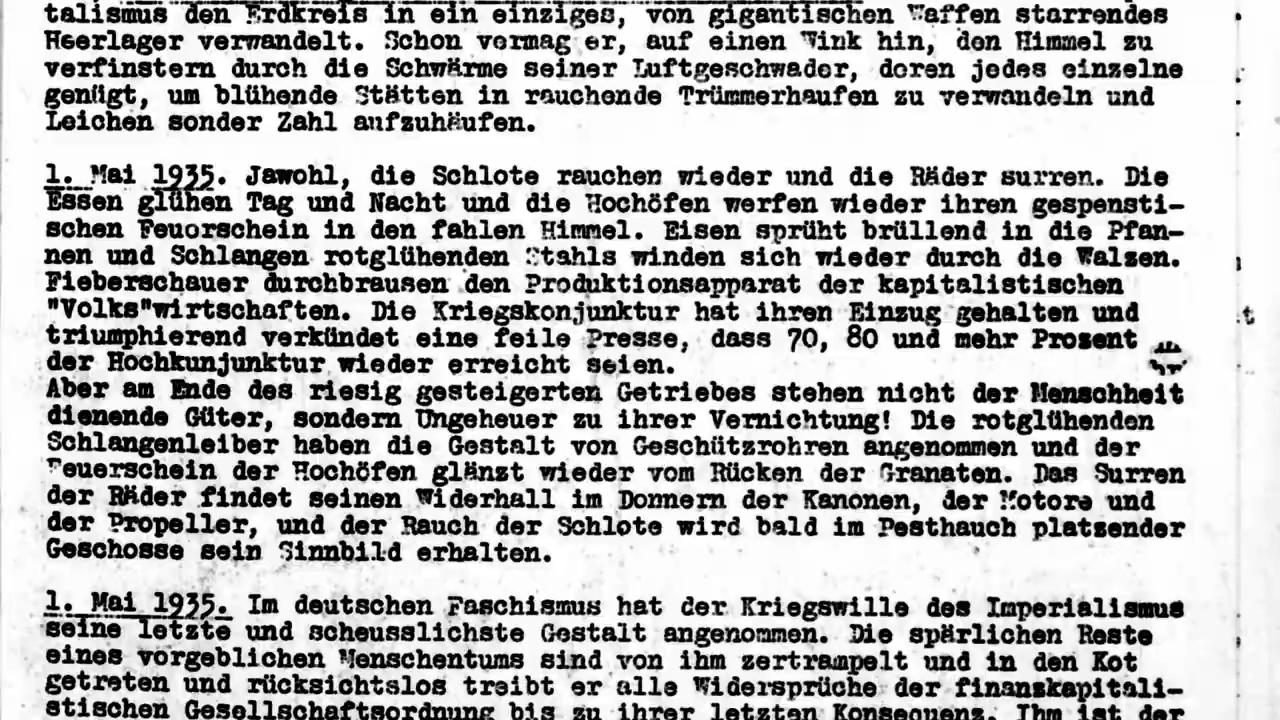 talismus den Erdkreis in ein einziges, von gigantischen Waffen starrendes
Heerlager verwandelt. Schon vermag er, auf einen Wink hin, den Himmel zu
verfinstern durch die Schwärme seiner Luftgeschwader, deren jedes einzelne
genügt, um blühende Stätten in rauchende Trümmerhaufen zu verwandeln und
Leichen sonder Zahl aufzuhäufen.
1. Mai 1935. Jawohl, die Schlote rauchen wieder und die Räder surren. Die
Essen glühen Tag und Nacht und die Hochöfen werfen wieder ihren gespensti-
schen Feuerschein in den fahlen Himmel. Eisen sprüht brüllend in die Pfan-
nen und Schlangen rotglühenden Stahls winden sich wieder durch die Walzen.
Fieberschauer durchbrausen den Produktionsapparat der kapitalistischen
"Volks"wirtschaften. Die Kriegskonjunktur hat ihren Einzug gehalten und
triumphierend verkündet eine feile Presse, dass 70, 80 und mehr Prozent
der Hochkunjunktur wieder erreicht seien.
Aber am Ende des riesig gesteigerten Getriebes stehen nicht der Menschheit
dienende Güter, sondern Ungeheuer zu ihrer Vernichtung! Die rotglühenden
Schlangenleiber haben die Gestalt von Geschützrohren angenommen und der
Feuerschein der Hochöfen glänzt wieder vom Rücken der Granaten. Das Surren
der Räder findet seinen Widerhall im Donnern der Kanonen, der Motore und
der Propeller, und der Rauch der Schlote wird bald im Pesthauch platzender
Geschosse sein Sinnbild erhalten.
1. Mai 1935. Im deutschen Faschismus hat der Kriegswille des Imperialismus
seine letzte und scheusslichste Gestalt angenommen. Die spärlichen Reste
eines vorgeblichen Menschentums sind von ihm zertrampelt und in den Kot
getreten und rücksichtslos treibt er alle Widersprüche der finanzkapitali-
stischen Gesellschaftsordnung bis zu ihrer letzten Konsequenz. Ihm ist der